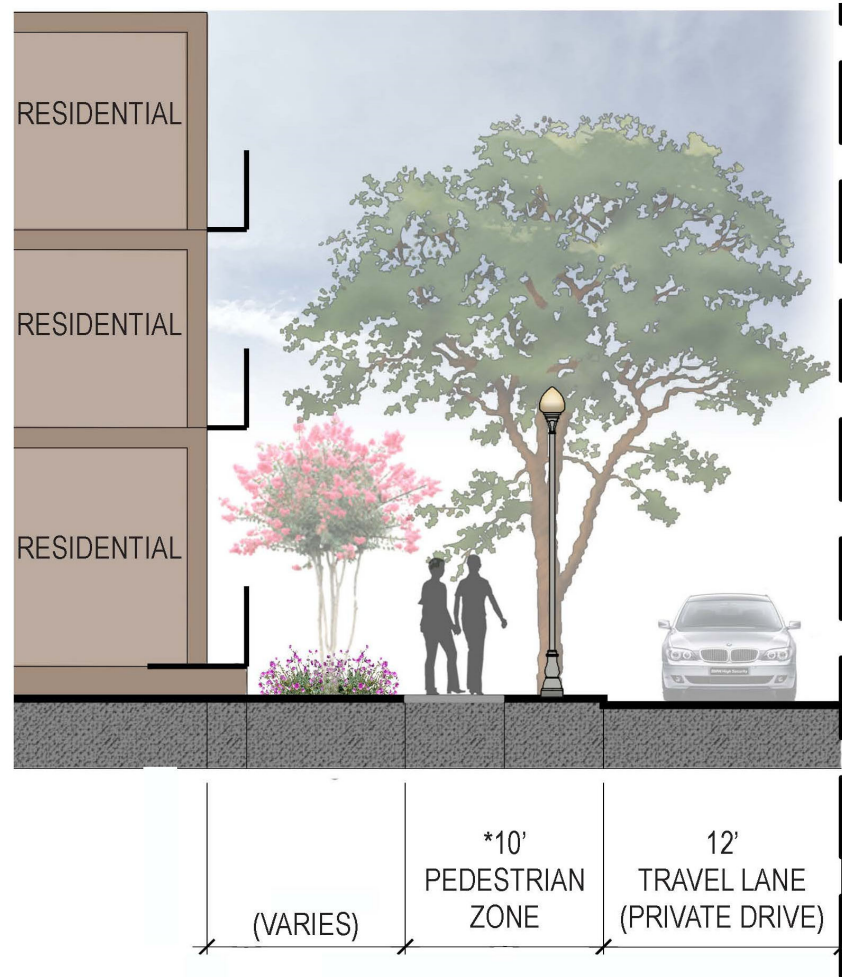 RESIDENTIAL
RESIDENTIAL
RESIDENTIAL
(VARIES)
*10’
PEDESTRIAN
ZONE
12’
TRAVEL LANE
(PRIVATE DRIVE)